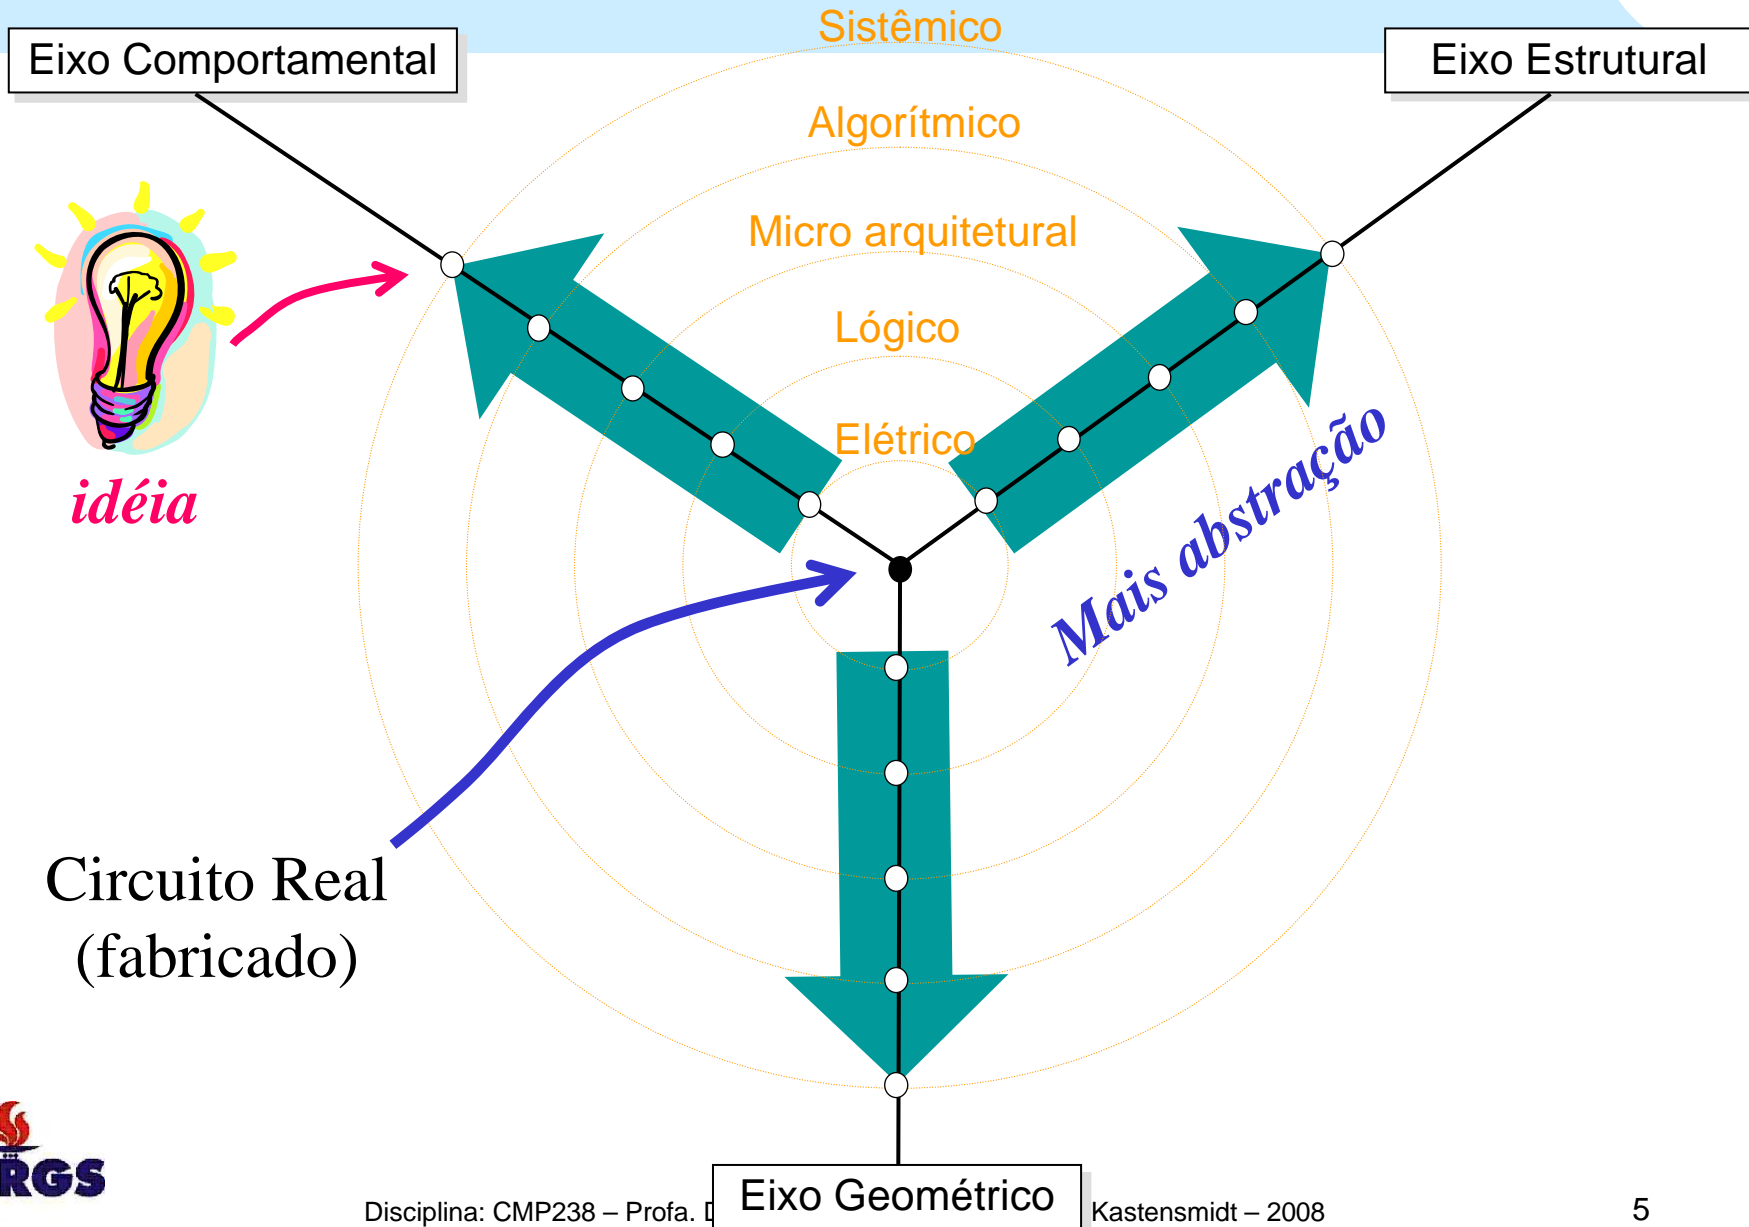 Sistêmico
Eixo Comportamental
Eixo Estrutural
Algorítmico
Micro arquitetural
Lógico
Elétrico
idéia
Mais abstração
Circuito Real
(fabricado)
RGS
Eixo Geométrico
Disciplina: CMP238 – Profa. Kastensmidt – 2008
5